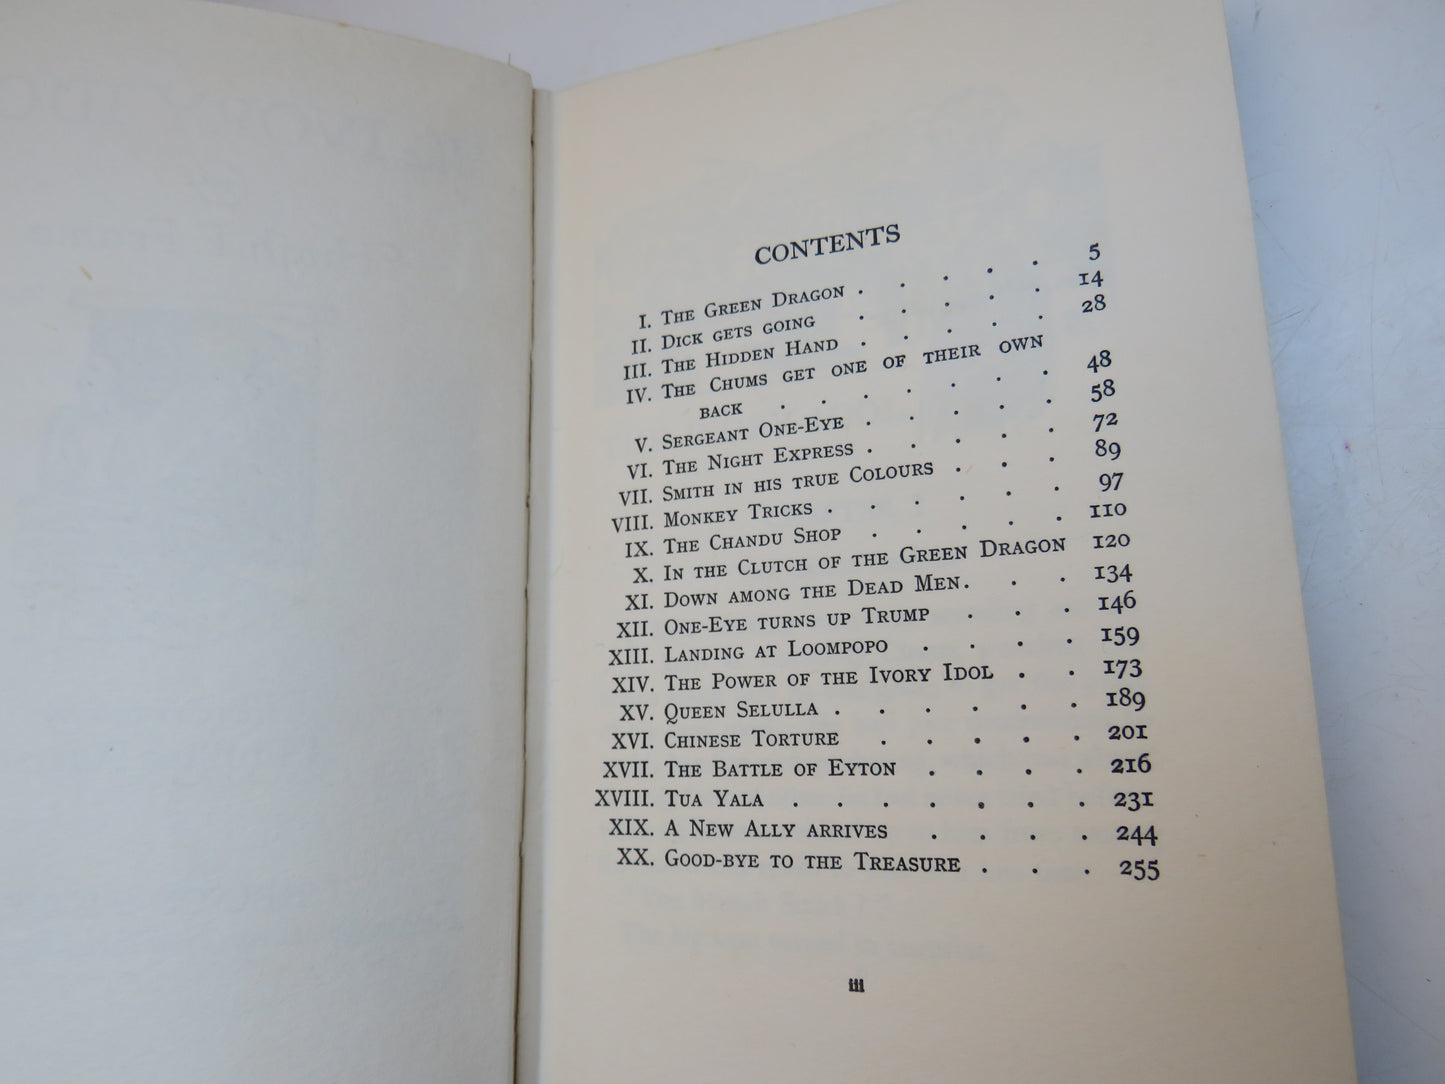 CONTENTS
I. THE GREEN DRAGON . . . . . 5
II. DICK GETS GOING . . . . . 14
III. THE HIDDEN HAND . . . . . 28
IV. THE CHUMS GET ONE OF THEIR OWN
BACK . . . . . . . 48
V. SERGEANT ONE-EYE . . . . . 58
VI. THE NIGHT EXPRESS . . . . . 72
VII. SMITH IN HIS TRUE COLOURS . . . 89
VIII. MONKEY TRICKS . . . . . . 97
IX. THE CHANDU SHOP . . . . . 110
X. IN THE CLUTCH OF THE GREEN DRAGON 120
XI. DOWN AMONG THE DEAD MEN . . . 134
XII. ONE-EYE TURNS UP TRUMP . . . 146
XIII. LANDING AT LOOMPOPO . . . . 159
XIV. THE POWER OF THE IVORY IDOL . . 173
XV. QUEEN SELULLA . . . . . . 189
XVI. CHINESE TORTURE . . . . . 201
XVII. THE BATTLE OF EYTON . . . . 216
XVIII. TUA YALA . . . . . . . 231
XIX. A NEW ALLY ARRIVES . . . . 244
XX. GOOD-BYE TO THE TREASURE . . . 255
iii